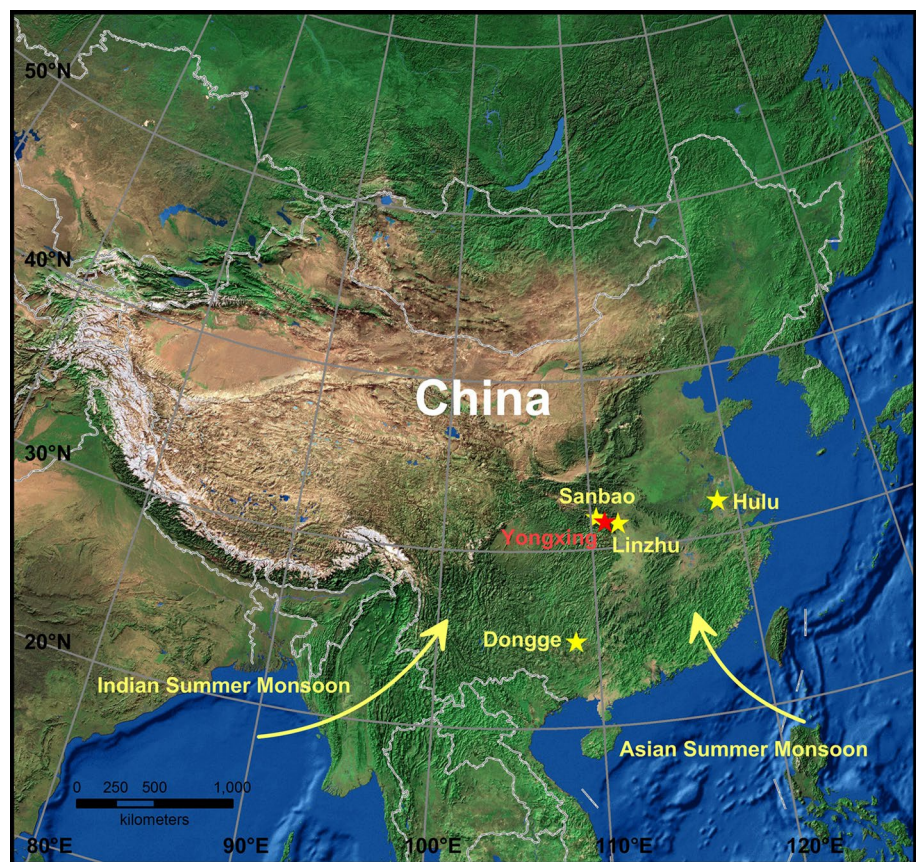 50°N
40°N
China
30°N
Sanbao
Hulu
Yongxing
Linzhu
20°N
Dongge
Indian Summer Monsoon
Asian Summer Monsoon
0 250 500 1,000
kilometers
80°E 90°E 100°E 110°E 120°E